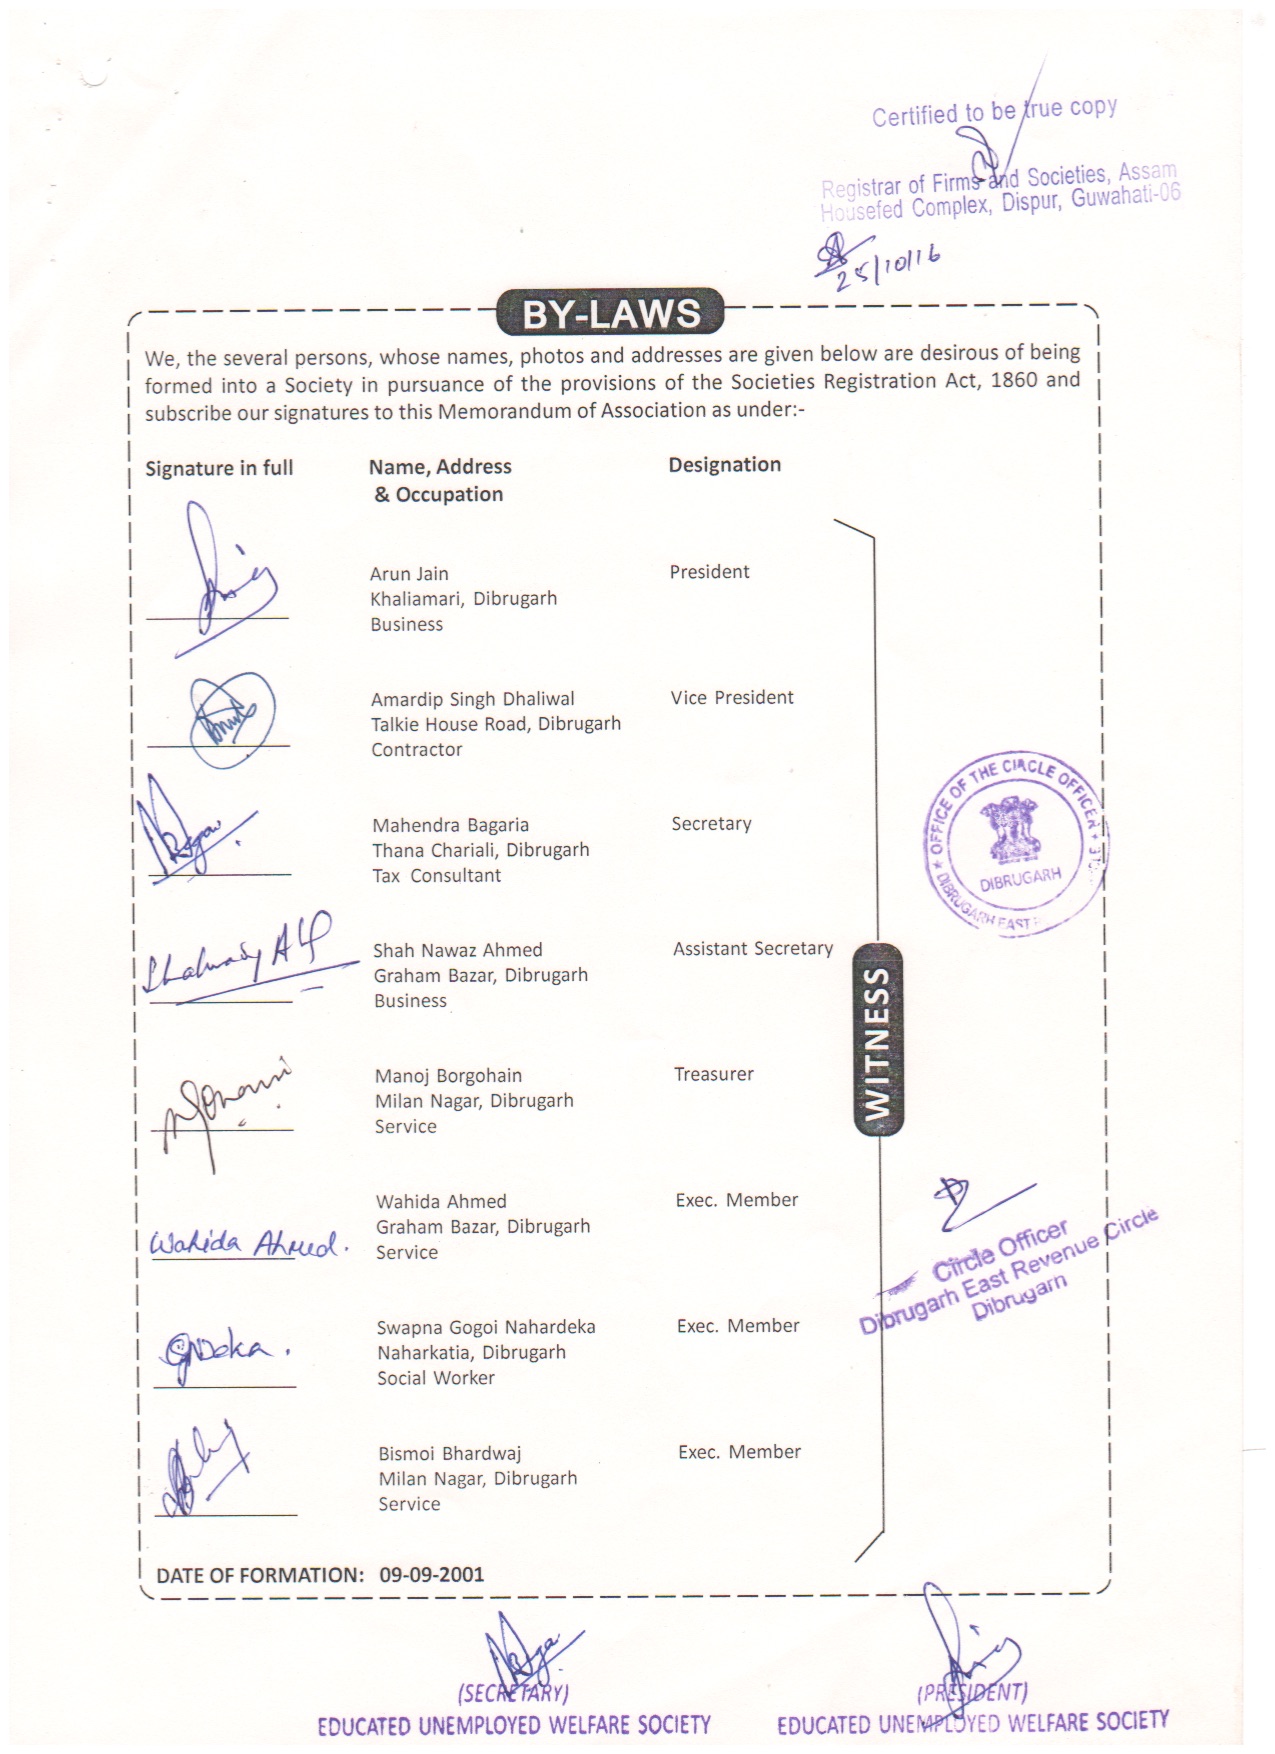 Certified to be true copy
Registrar of Firms and Societies, Assam
Housefed Complex, Dispur, Guwahati-06
25/10/16
BY-LAWS
We, the several persons, whose names, photos and addresses are given below are desirous of being
formed into a Society in pursuance of the provisions of the Societies Registration Act, 1860 and
subscribe our signatures to this Memorandum of Association as under:-
Signature in full Name, Address Designation
& Occupation
Arun Jain President
Khaliamari, Dibrugarh
Business
Amardip Singh Dhaliwal Vice President
Talkie House Road, Dibrugarh
Contractor
Mahendra Bagaria Secretary
Thana Chariali, Dibrugarh
Tax Consultant
OFFICE OF THE CIRCLE OFFICER
DIBRUGARH
DIBRUGARH EAST
Shah Nawaz Ahmed Assistant Secretary
Graham Bazar, Dibrugarh
Business
WITNESS
Manoj Borgohain Treasurer
Milan Nagar, Dibrugarh
Service
Wahida Ahmed Exec. Member
Graham Bazar, Dibrugarh
Wahida Ahmed. Service
Circle Officer
Dibrugarh East Revenue Circle
Dibrugarh
Swapna Gogoi Nahardeka Exec. Member
Naharkatia, Dibrugarh
Social Worker
Bismoi Bhardwaj Exec. Member
Milan Nagar, Dibrugarh
Service
DATE OF FORMATION: 09-09-2001
(SECRETARY) (PRESIDENT)
EDUCATED UNEMPLOYED WELFARE SOCIETY EDUCATED UNEMPLOYED WELFARE SOCIETY